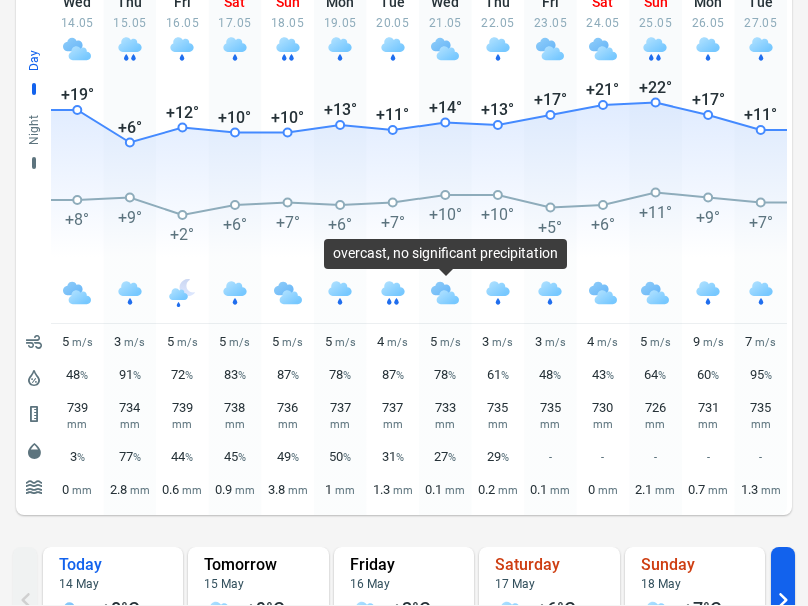 Wed Thu Fri Sat Sun Mon Tue Wed Thu Fri Sat Sun Mon Tue
14.05 15.05 16.05 17.05 18.05 19.05 20.05 21.05 22.05 23.05 24.05 25.05 26.05 27.05
Day
Night
+19° +6° +12° +10° +10° +13° +11° +14° +13° +17° +21° +22° +17° +11°
+8° +9° +2° +6° +7° +6° +7° +10° +10° +5° +6° +11° +9° +7°
overcast, no significant precipitation
5 m/s 3 m/s 5 m/s 5 m/s 5 m/s 5 m/s 4 m/s 5 m/s 3 m/s 3 m/s 4 m/s 5 m/s 9 m/s 7 m/s
48% 91% 72% 83% 87% 78% 87% 78% 61% 48% 43% 64% 60% 95%
739 734 739 738 736 737 737 733 735 735 730 726 731 735
mm mm mm mm mm mm mm mm mm mm mm mm mm mm
3% 77% 44% 45% 49% 50% 31% 27% 29% - - - - -
0 mm 2.8 mm 0.6 mm 0.9 mm 3.8 mm 1 mm 1.3 mm 0.1 mm 0.2 mm 0.1 mm 0 mm 2.1 mm 0.7 mm 1.3 mm
Today Tomorrow Friday Saturday Sunday
14 May 15 May 16 May 17 May 18 May